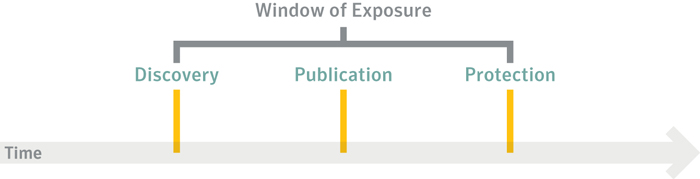 Window of Exposure
Discovery Publication Protection
Time